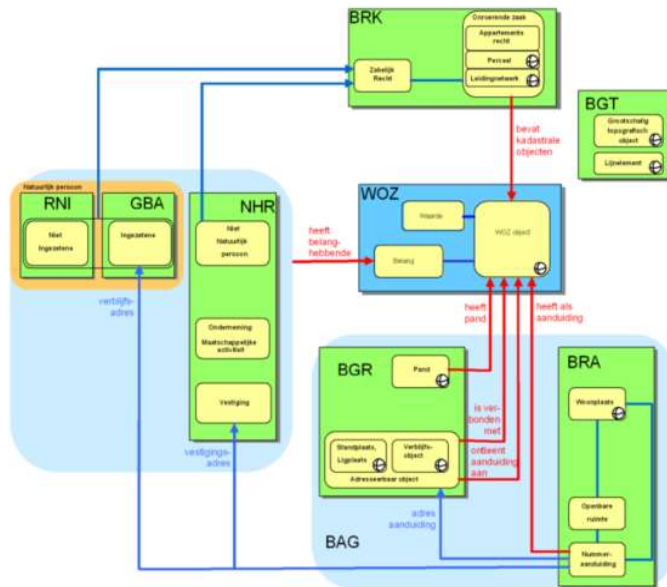 BRK
Onroerende zaak
Appartements
recht
Zakelijk
Recht
Perceel
Leidingnetwerk
BGT
Grootschalig
topografisch
object
Lijnelement
bevat
kadastrale
objecten
Natuurlijk persoon
RNI
GBA
NHR
WOZ
Niet
Ingezetene
Ingezetene
Niet
Natuurlijk
persoon
Waarde
WOZ object
Belang
heeft
belang-
hebbende
verblijfs-
adres
heeft
pand
heeft als
aanduiding
Onderneming
Maatschappelijke
activiteit
BGR
Pand
BRA
Woonplaats
Vestiging
is ver-
bonden
met
Standplaats,
Ligplaats
Verblijfs-
object
Adresseerbaar object
ontleent
aanduiding
aan
vestigings-
adres
adres
aanduiding
Openbare
ruimte
BAG
Nummer-
aanduiding